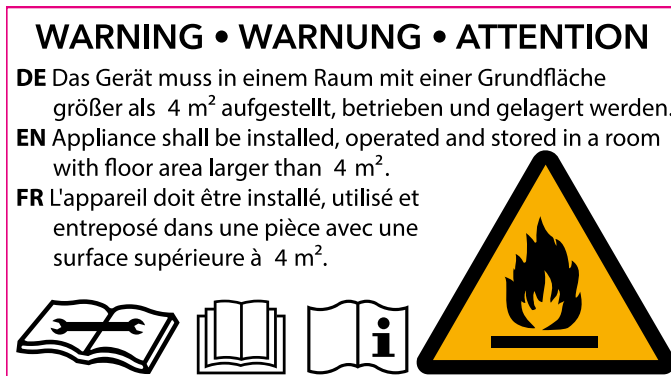 WARNING • WARNUNG • ATTENTION
DE Das Gerät muss in einem Raum mit einer Grundfläche
größer als 4 m² aufgestellt, betrieben und gelagert werden.
EN Appliance shall be installed, operated and stored in a room
with floor area larger than 4 m².
FR L'appareil doit être installé, utilisé et
entreposé dans une pièce avec une
surface supérieure à 4 m².
i